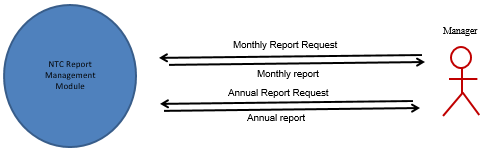 Manager
Monthly Report Request
NTC Report
Management
Module
Monthly report
Annual Report Request
Annual report